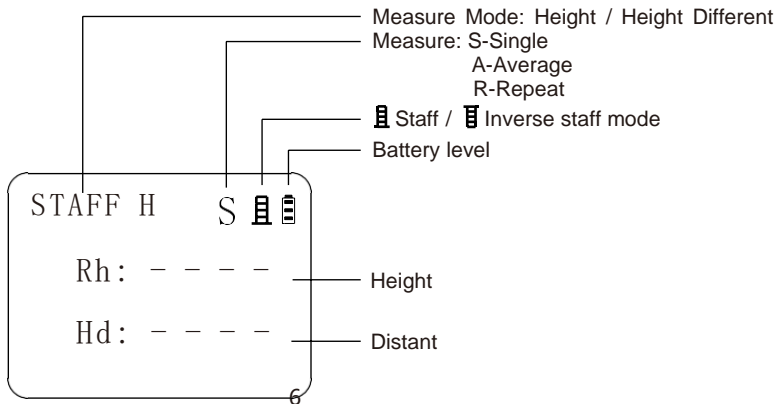 Measure Mode: Height / Height Different
Measure: S-Single
A-Average
R-Repeat
Staff / Inverse staff mode
Battery level
STAFF H S
Rh: - - - -
Height
Hd: - - - -
Distant
6